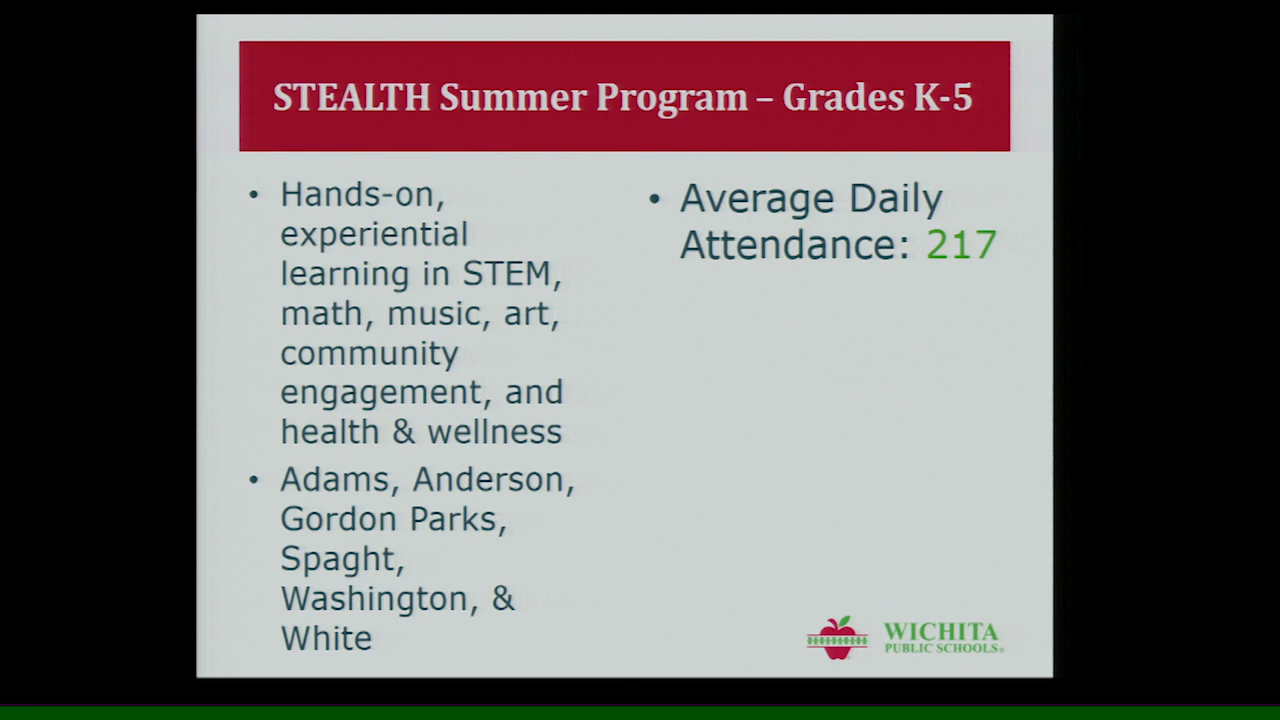 STEALTH Summer Program – Grades K-5
• Hands-on,
experiential
learning in STEM,
math, music, art,
community
engagement, and
health & wellness
• Adams, Anderson,
Gordon Parks,
Spaght,
Washington, &
White
• Average Daily
Attendance: 217
WICHITA
PUBLIC SCHOOLS®